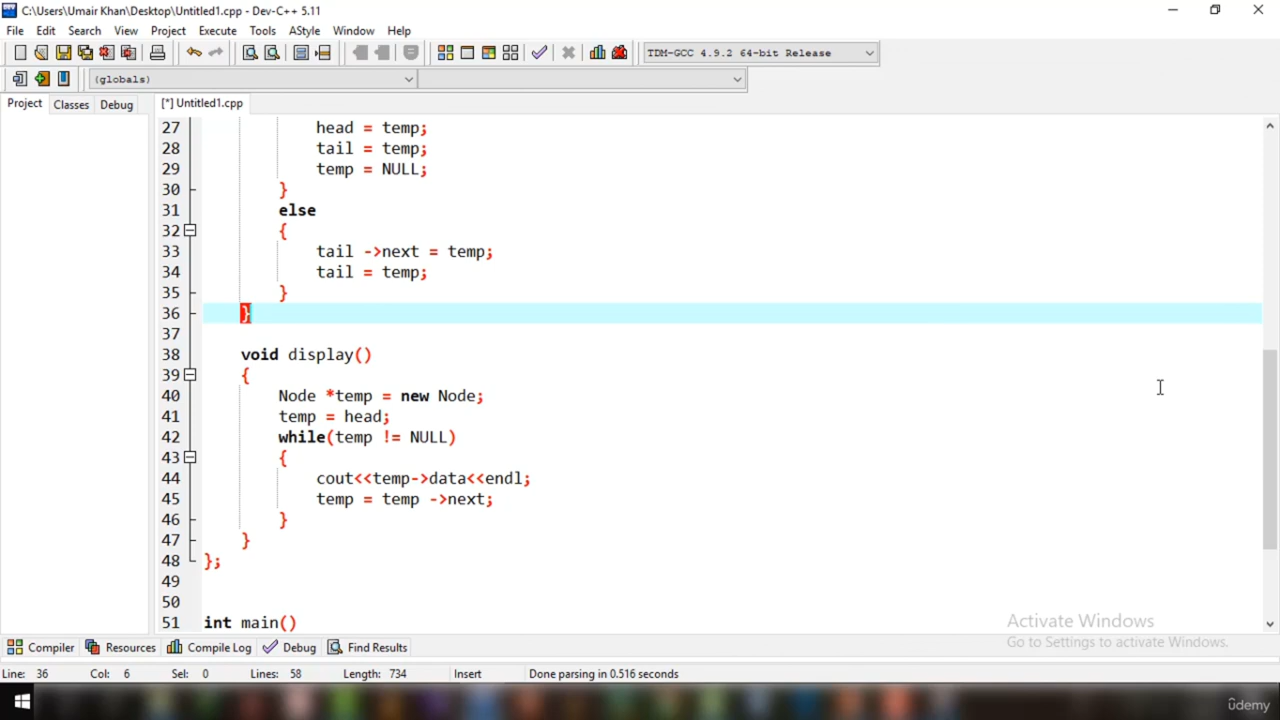 C:\Users\Umair Khan\Desktop\Untitled1.cpp - Dev-C++ 5.11
File Edit Search View Project Execute Tools AStyle Window Help
TDM-GCC 4.9.2 64-bit Release
(globals)
Project Classes Debug [*] Untitled1.cpp
27 head = temp;
28 tail = temp;
29 temp = NULL;
30 }
31 else
32 {
33 tail ->next = temp;
34 tail = temp;
35 }
36 }
37
38 void display()
39 {
40 Node *temp = new Node;
41 temp = head;
42 while(temp != NULL)
43 {
44 cout<<temp->data<<endl;
45 temp = temp ->next;
46 }
47 }
48 };
49
50
51 int main()
Activate Windows
Go to Settings to activate Windows.
Compiler Resources Compile Log Debug Find Results
Line: 36 Col: 6 Sel: 0 Lines: 58 Length: 734 Insert Done parsing in 0.516 seconds
ûdemy